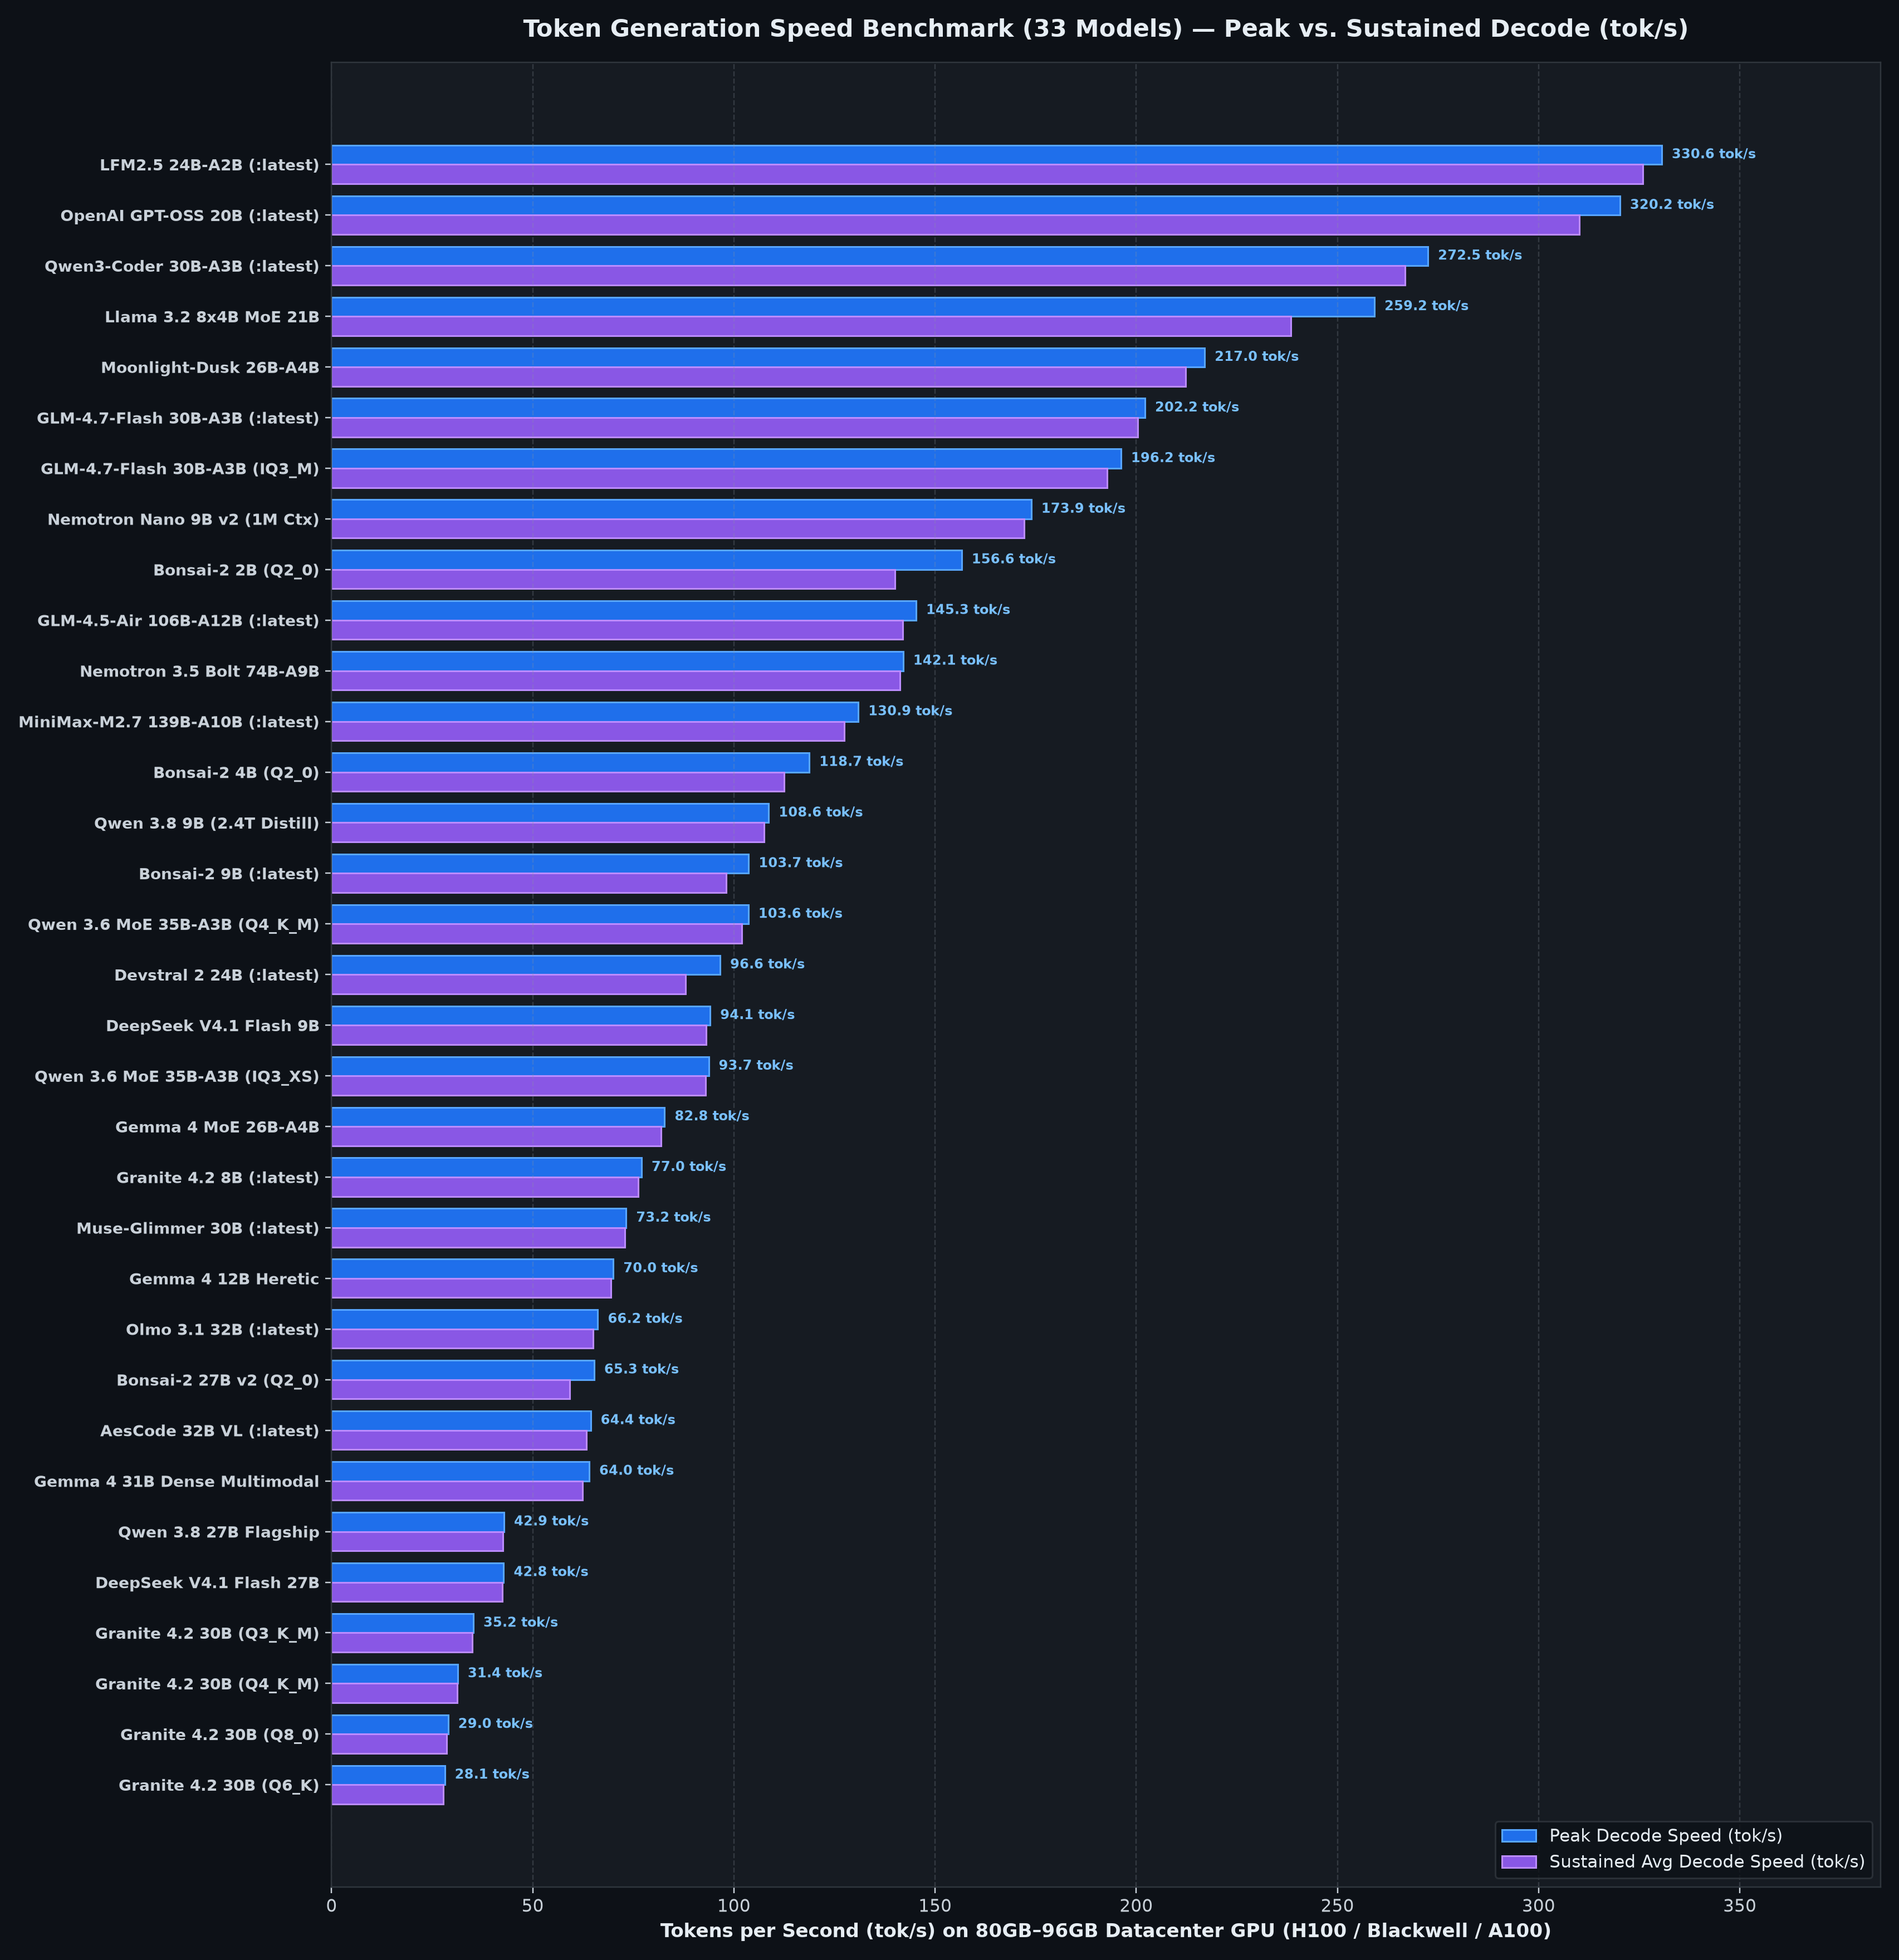 Token Generation Speed Benchmark (33 Models) — Peak vs. Sustained Decode (tok/s)
LFM2.5 24B-A2B (:latest) 330.6 tok/s
OpenAI GPT-OSS 20B (:latest) 320.2 tok/s
Qwen3-Coder 30B-A3B (:latest) 272.5 tok/s
Llama 3.2 8x4B MoE 21B 259.2 tok/s
Moonlight-Dusk 26B-A4B 217.0 tok/s
GLM-4.7-Flash 30B-A3B (:latest) 202.2 tok/s
GLM-4.7-Flash 30B-A3B (IQ3_M) 196.2 tok/s
Nemotron Nano 9B v2 (1M Ctx) 173.9 tok/s
Bonsai-2 2B (Q2_0) 156.6 tok/s
GLM-4.5-Air 106B-A12B (:latest) 145.3 tok/s
Nemotron 3.5 Bolt 74B-A9B 142.1 tok/s
MiniMax-M2.7 139B-A10B (:latest) 130.9 tok/s
Bonsai-2 4B (Q2_0) 118.7 tok/s
Qwen 3.8 9B (2.4T Distill) 108.6 tok/s
Bonsai-2 9B (:latest) 103.7 tok/s
Qwen 3.6 MoE 35B-A3B (Q4_K_M) 103.6 tok/s
Devstral 2 24B (:latest) 96.6 tok/s
DeepSeek V4.1 Flash 9B 94.1 tok/s
Qwen 3.6 MoE 35B-A3B (IQ3_XS) 93.7 tok/s
Gemma 4 MoE 26B-A4B 82.8 tok/s
Granite 4.2 8B (:latest) 77.0 tok/s
Muse-Glimmer 30B (:latest) 73.2 tok/s
Gemma 4 12B Heretic 70.0 tok/s
Olmo 3.1 32B (:latest) 66.2 tok/s
Bonsai-2 27B v2 (Q2_0) 65.3 tok/s
AesCode 32B VL (:latest) 64.4 tok/s
Gemma 4 31B Dense Multimodal 64.0 tok/s
Qwen 3.8 27B Flagship 42.9 tok/s
DeepSeek V4.1 Flash 27B 42.8 tok/s
Granite 4.2 30B (Q3_K_M) 35.2 tok/s
Granite 4.2 30B (Q4_K_M) 31.4 tok/s
Granite 4.2 30B (Q8_0) 29.0 tok/s
Granite 4.2 30B (Q6_K) 28.1 tok/s
Peak Decode Speed (tok/s)
Sustained Avg Decode Speed (tok/s)
0 50 100 150 200 250 300 350
Tokens per Second (tok/s) on 80GB–96GB Datacenter GPU (H100 / Blackwell / A100)